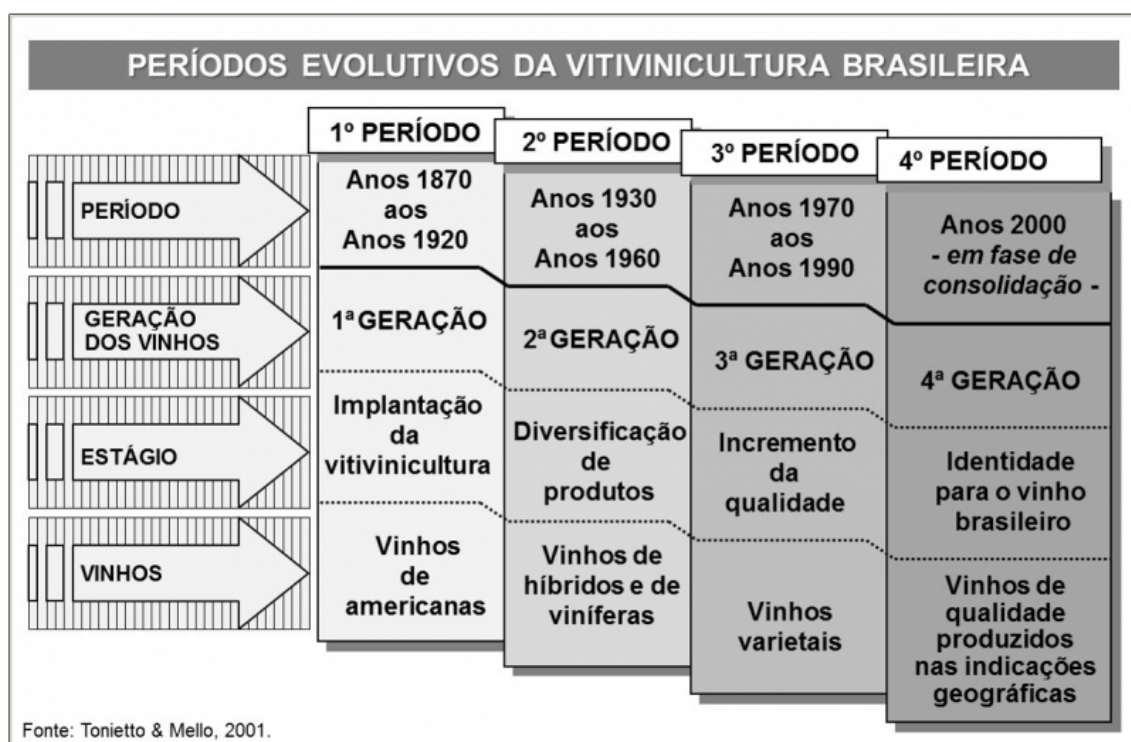 PERÍODOS EVOLUTIVOS DA VITIVINICULTURA BRASILEIRA
1º PERÍODO
2º PERÍODO
3º PERÍODO
4º PERÍODO
PERÍODO
Anos 1870
aos
Anos 1920
Anos 1930
aos
Anos 1960
Anos 1970
aos
Anos 1990
Anos 2000
- em fase de
consolidação -
GERAÇÃO
DOS VINHOS
1ª GERAÇÃO
2ª GERAÇÃO
3ª GERAÇÃO
4ª GERAÇÃO
ESTÁGIO
Implantação
da
vitivinicultura
Diversificação
de
produtos
Incremento
da
qualidade
Identidade
para o vinho
brasileiro
VINHOS
Vinhos
de
americanas
Vinhos de
híbridos e de
viníferas
Vinhos
varietais
Vinhos de
qualidade
produzidos
nas indicações
geográficas
Fonte: Tonietto & Mello, 2001.